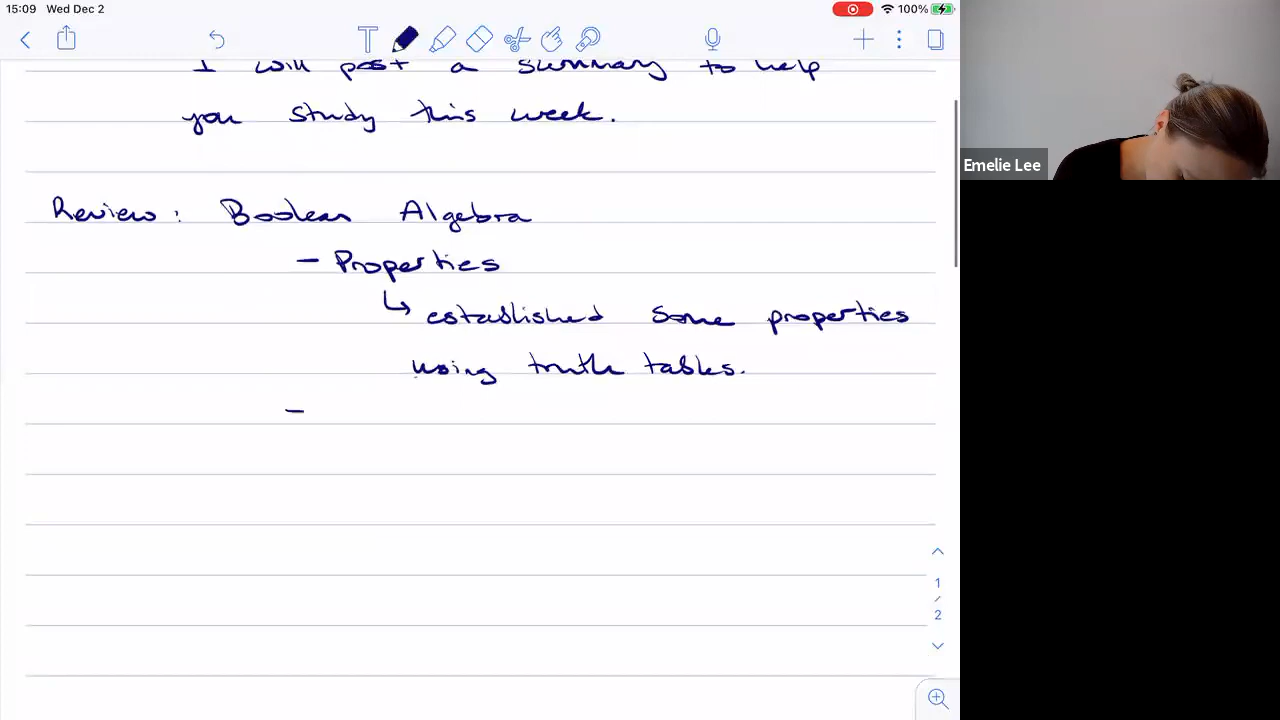 15:09 Wed Dec 2
100%
I will post a summary to help
you study this week.
Emelie Lee
Review: Boolean Algebra
- Properties
↳ established some properties
using truth tables.
-
1
/
2